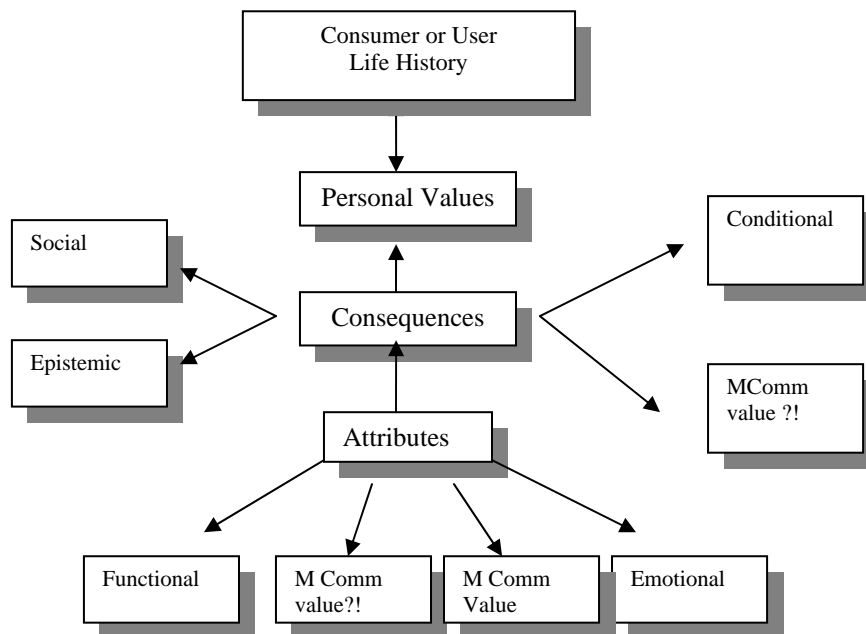 Consumer or User
Life History
Personal Values
Conditional
Social
Consequences
Epistemic
MComm
value ?!
Attributes
Functional
M Comm
value?!
M Comm
Value
Emotional